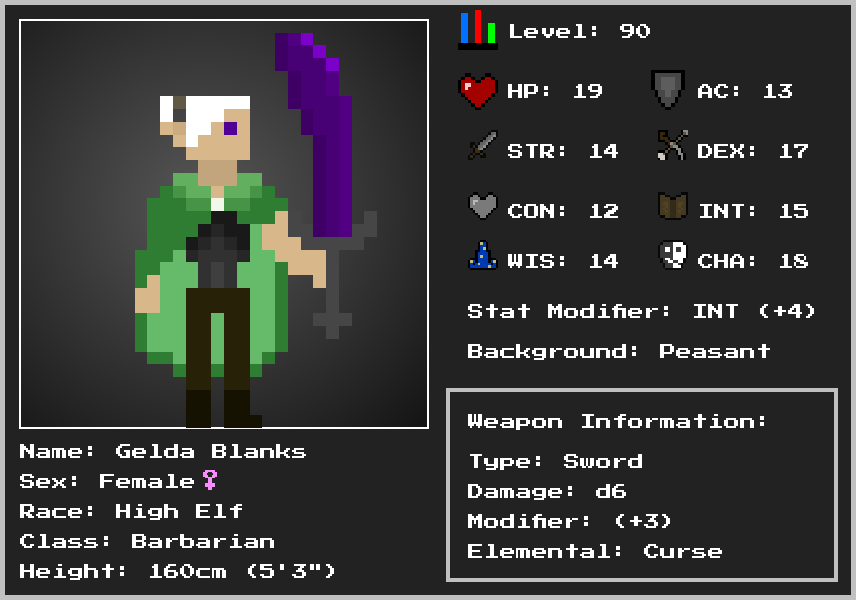 Level: 90
HP: 19
AC: 13
STR: 14
DEX: 17
CON: 12
INT: 15
WIS: 14
CHA: 18
Stat Modifier: INT (+4)
Background: Peasant
Weapon Information:
Type: Sword
Damage: d6
Modifier: (+3)
Elemental: Curse
Name: Gelda Blanks
Sex: Female♀
Race: High Elf
Class: Barbarian
Height: 160cm (5'3")